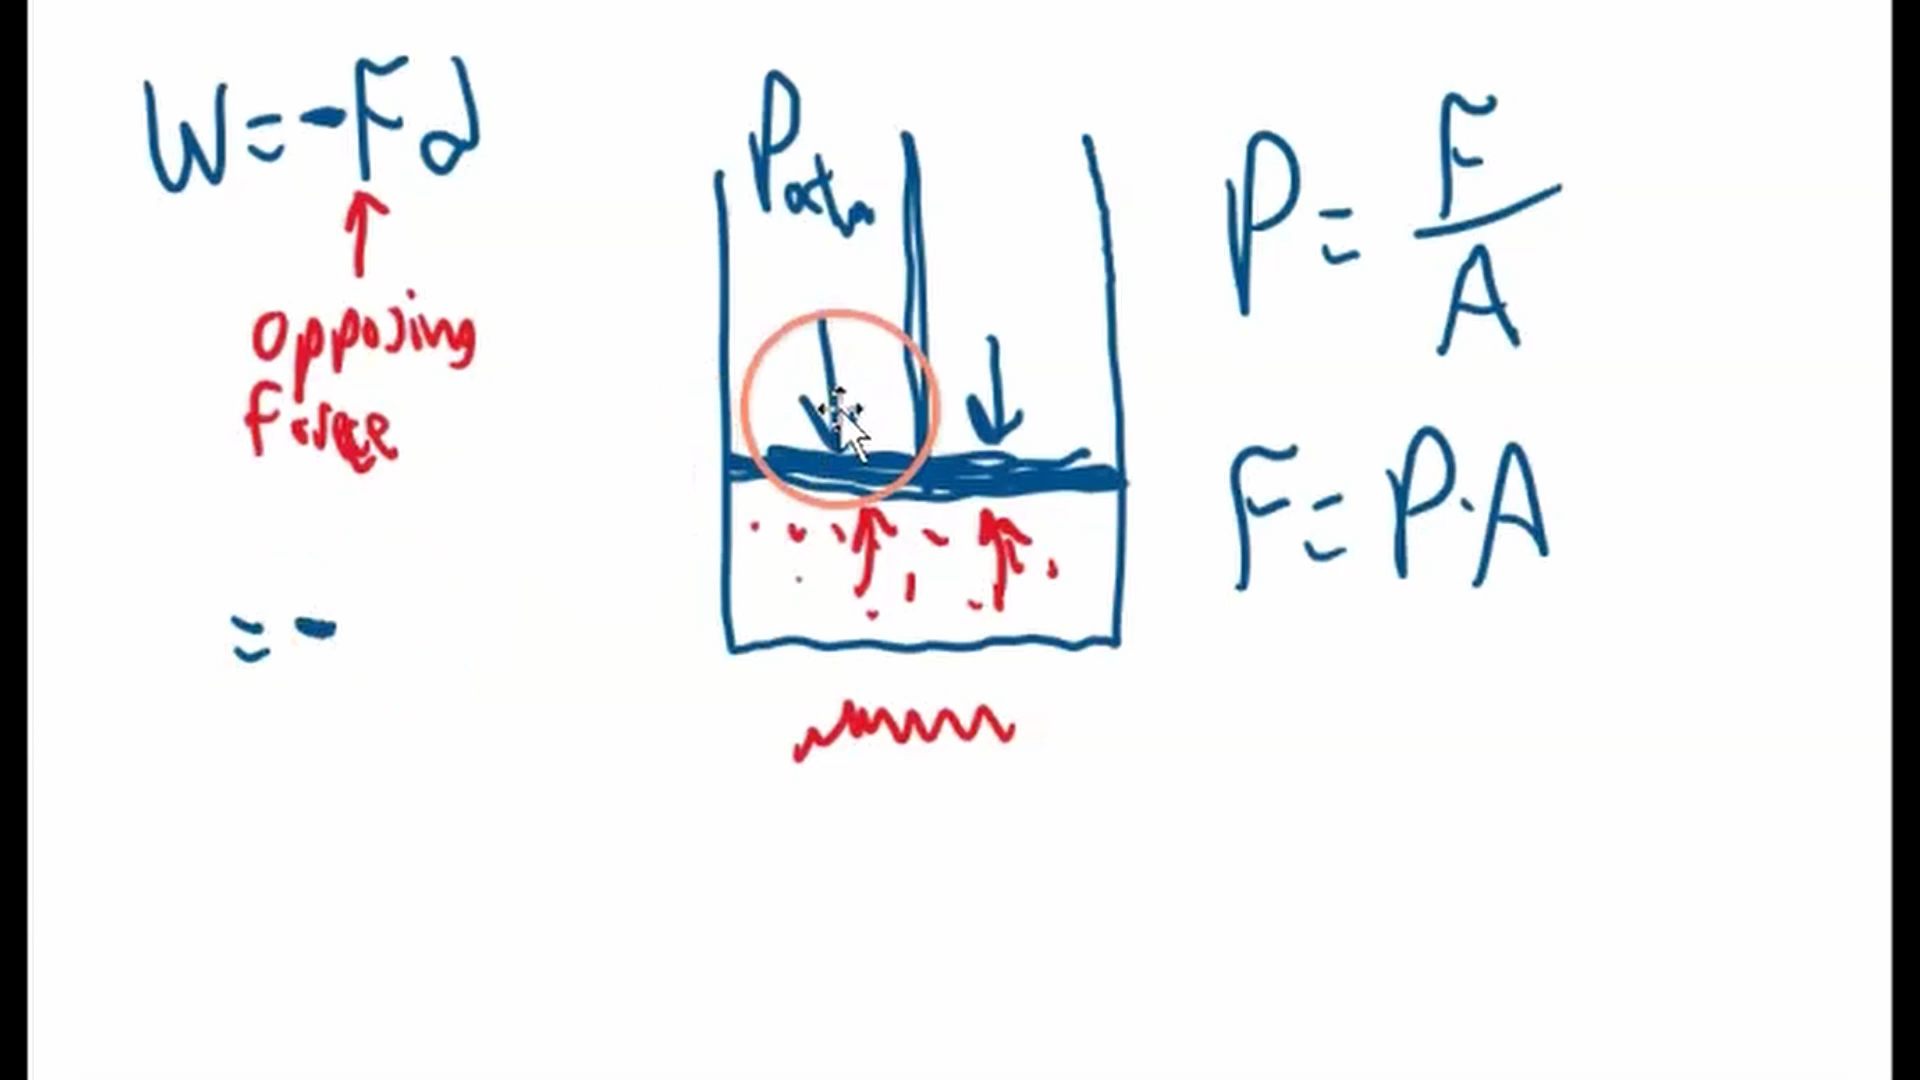 W = -Fd
opposing
force
= -
Patm
P = F/A
F = P·A